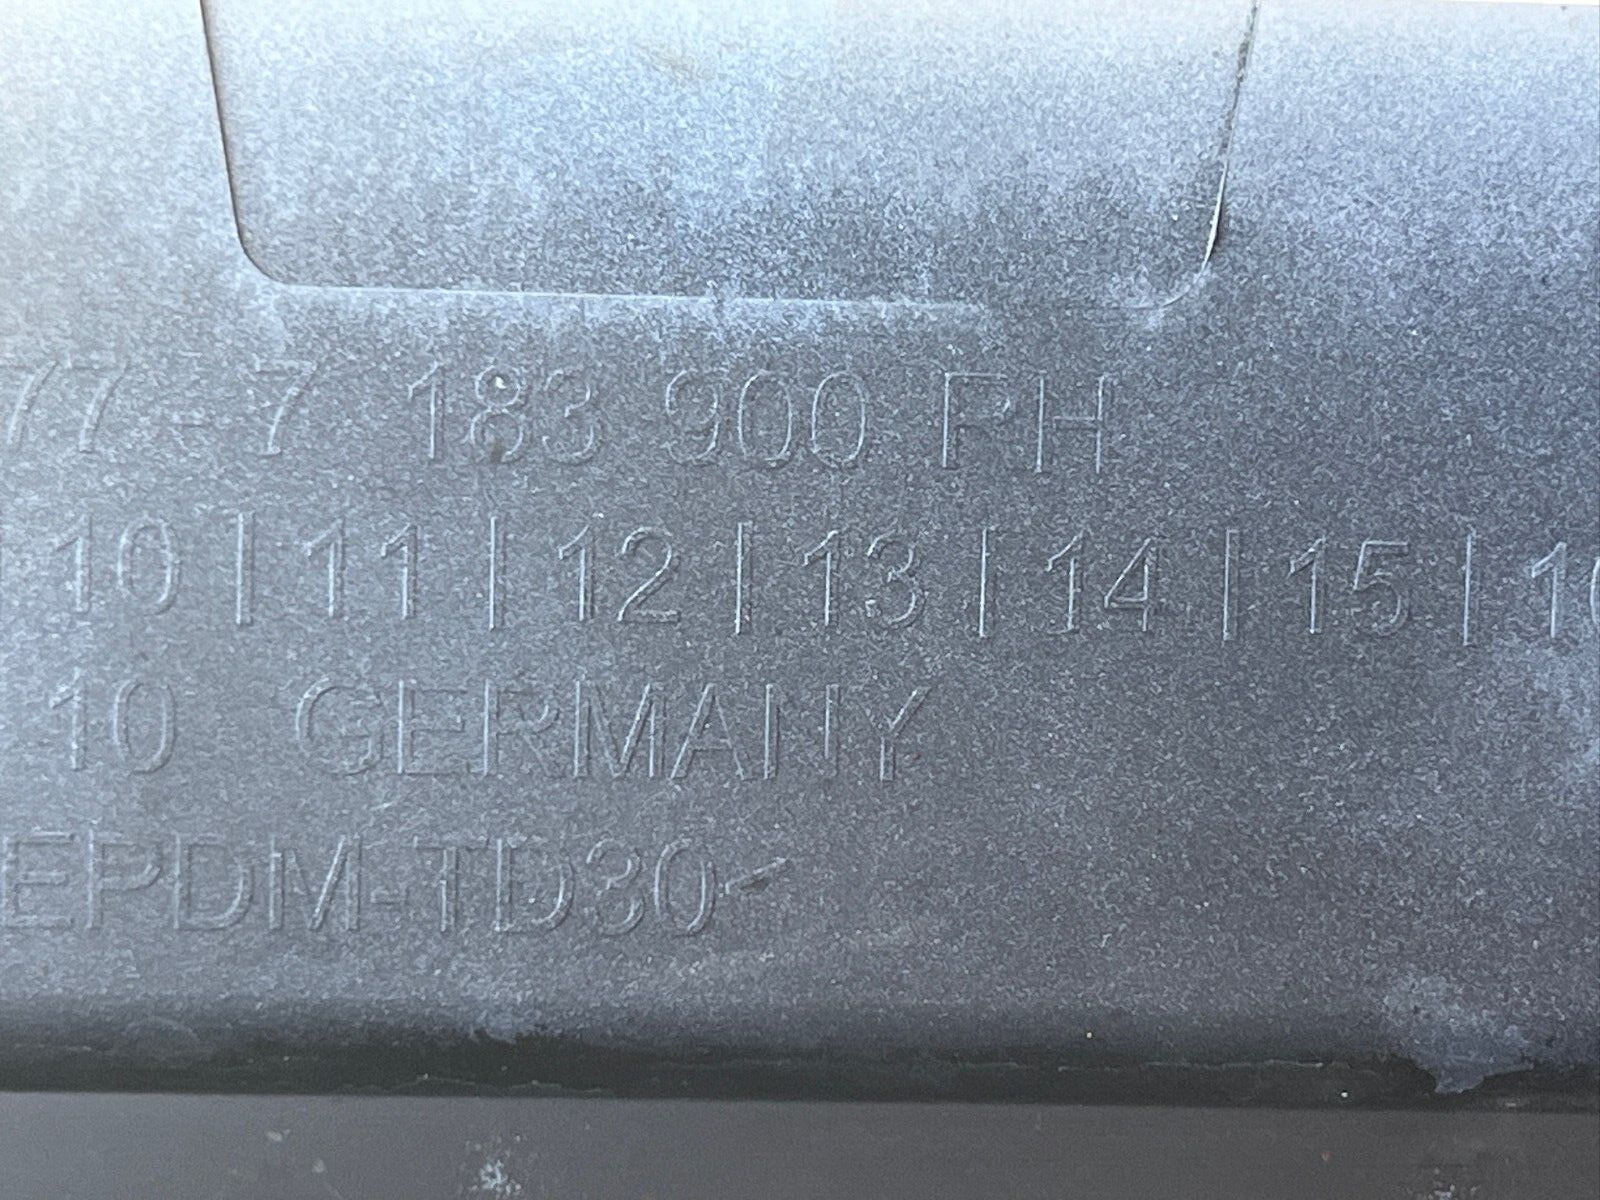 77-7 183 900 RH
10 | 11 | 12 | 13 | 14 | 15 |
10 GERMANY
EPDM-TD30<